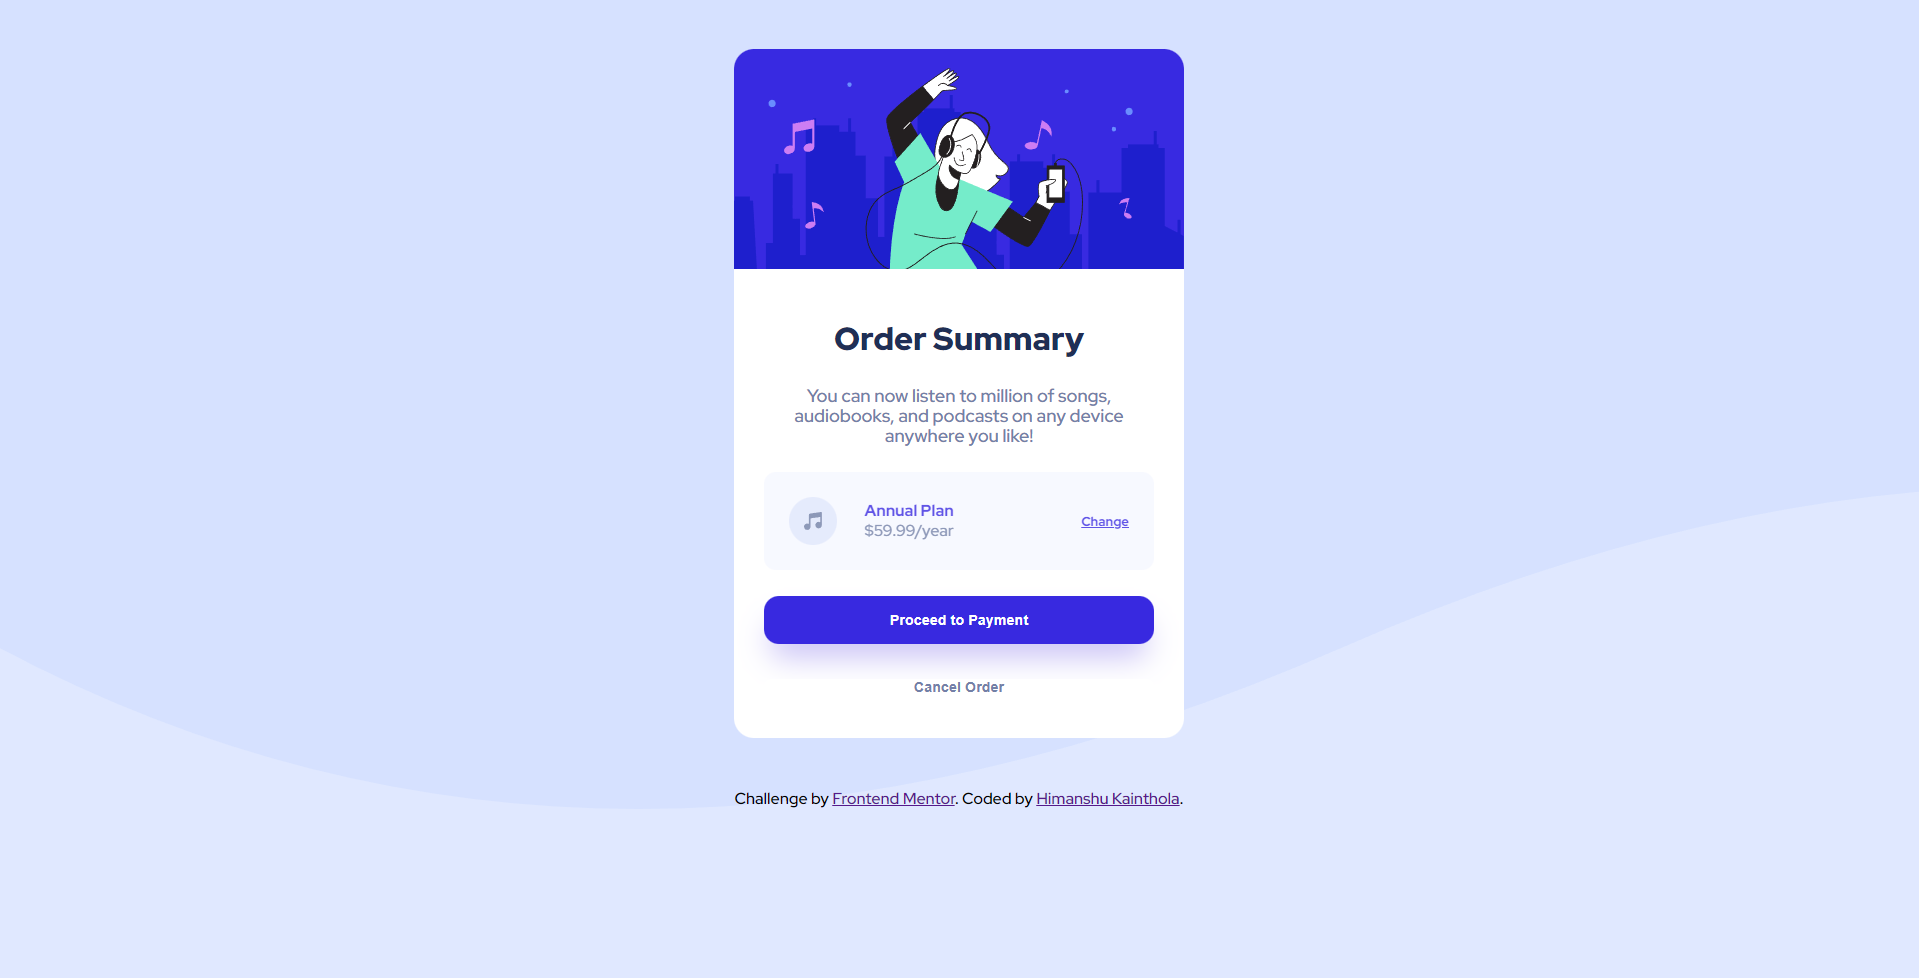 Order Summary
You can now listen to million of songs,
audiobooks, and podcasts on any device
anywhere you like!
Annual Plan
$59.99/year
Change
Proceed to Payment
Cancel Order
Challenge by Frontend Mentor. Coded by Himanshu Kainthola.